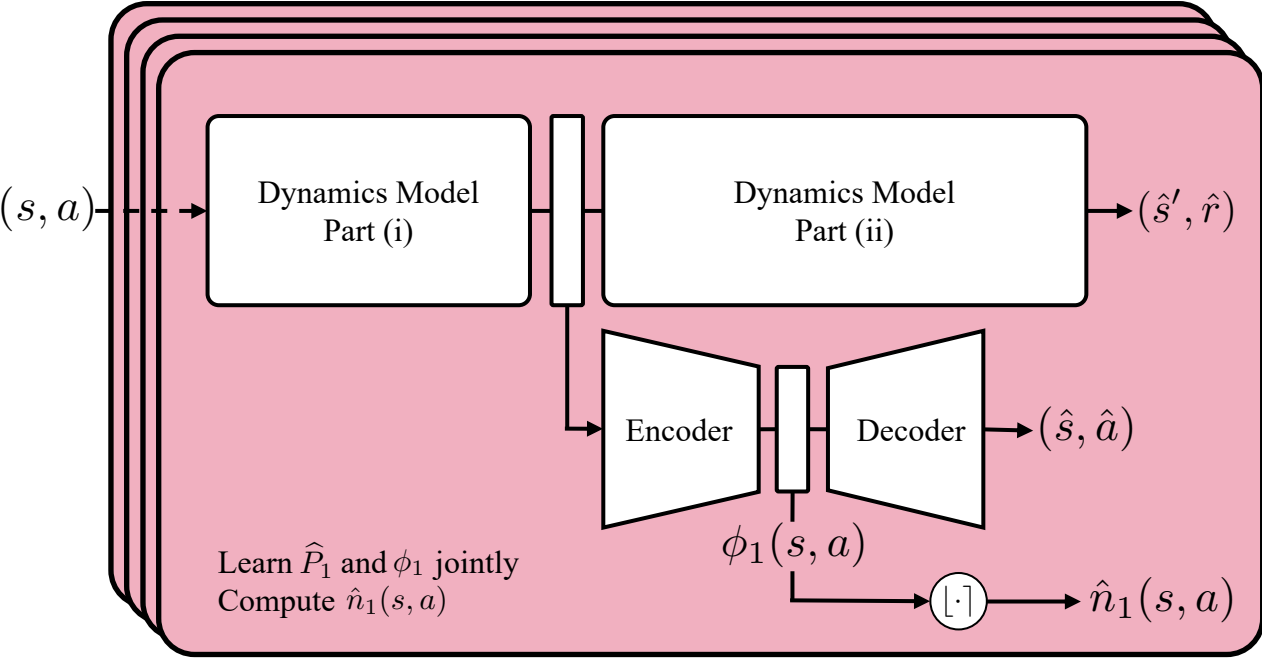 (s, a)
Dynamics Model
Part (i)
Dynamics Model
Part (ii)
(ŝ′, r̂)
Encoder
Decoder
(ŝ, â)
ϕ₁(s, a)
Learn P̂₁ and ϕ₁ jointly
Compute n̂₁(s, a)
⌊·⌉
n̂₁(s, a)